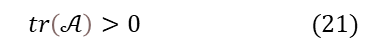 𝑡𝑟(𝒜) > 0 (21)